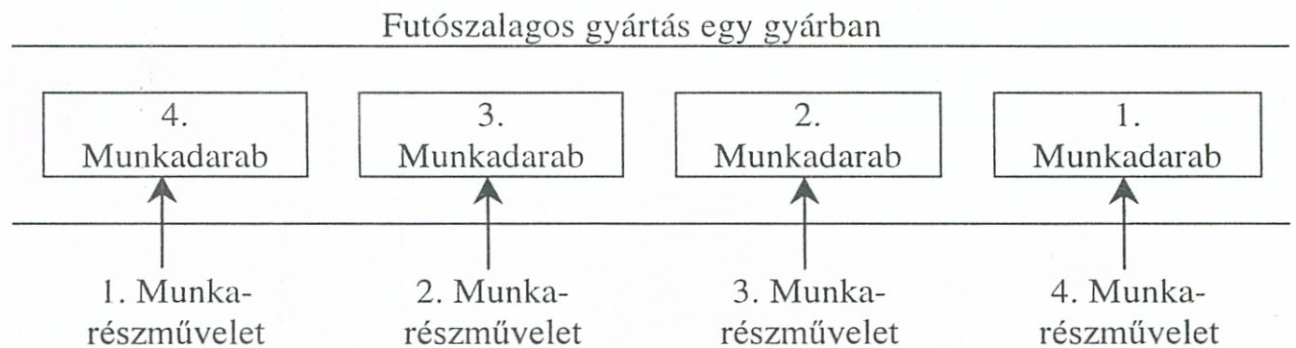 Futószalagos gyártás egy gyárban
4.
Munkadarab
3.
Munkadarab
2.
Munkadarab
1.
Munkadarab
1. Munka-
részművelet
2. Munka-
részművelet
3. Munka-
részművelet
4. Munka-
részművelet